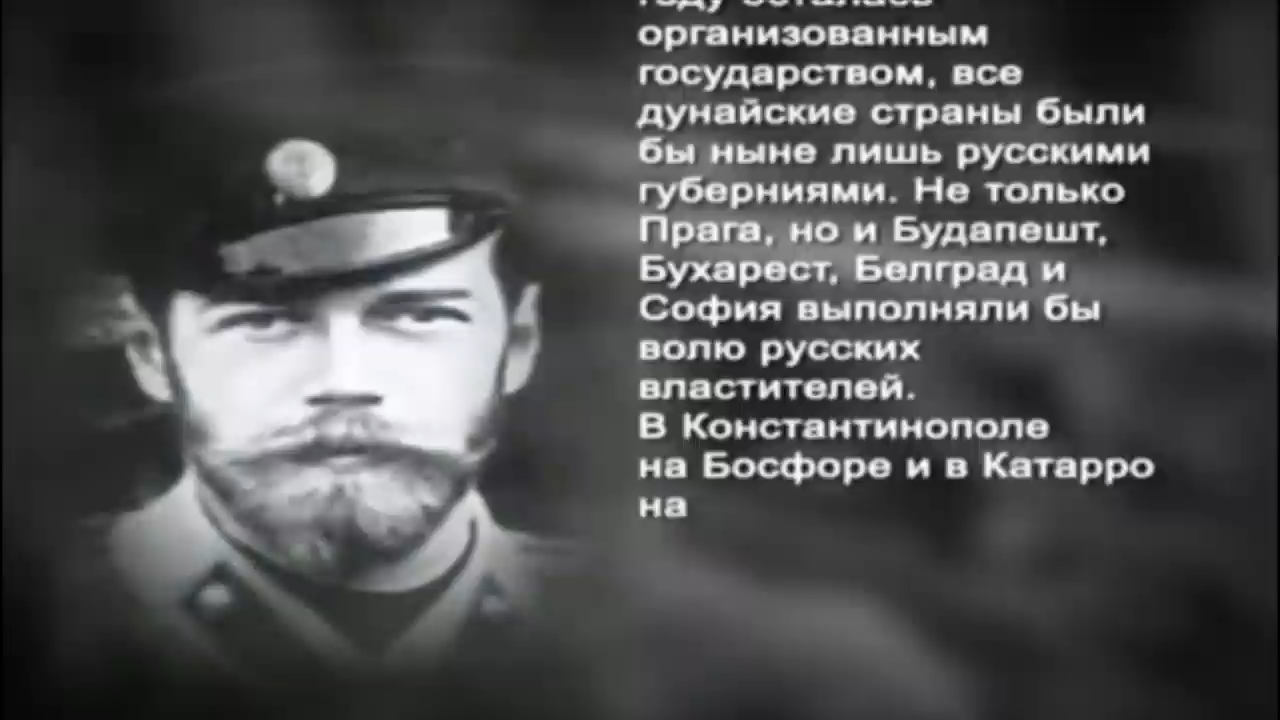 организованным
государством, все
дунайские страны были
бы ныне лишь русскими
губерниями. Не только
Прага, но и Будапешт,
Бухарест, Белград и
София выполняли бы
волю русских
властителей.
В Константинополе
на Босфоре и в Катарро
на